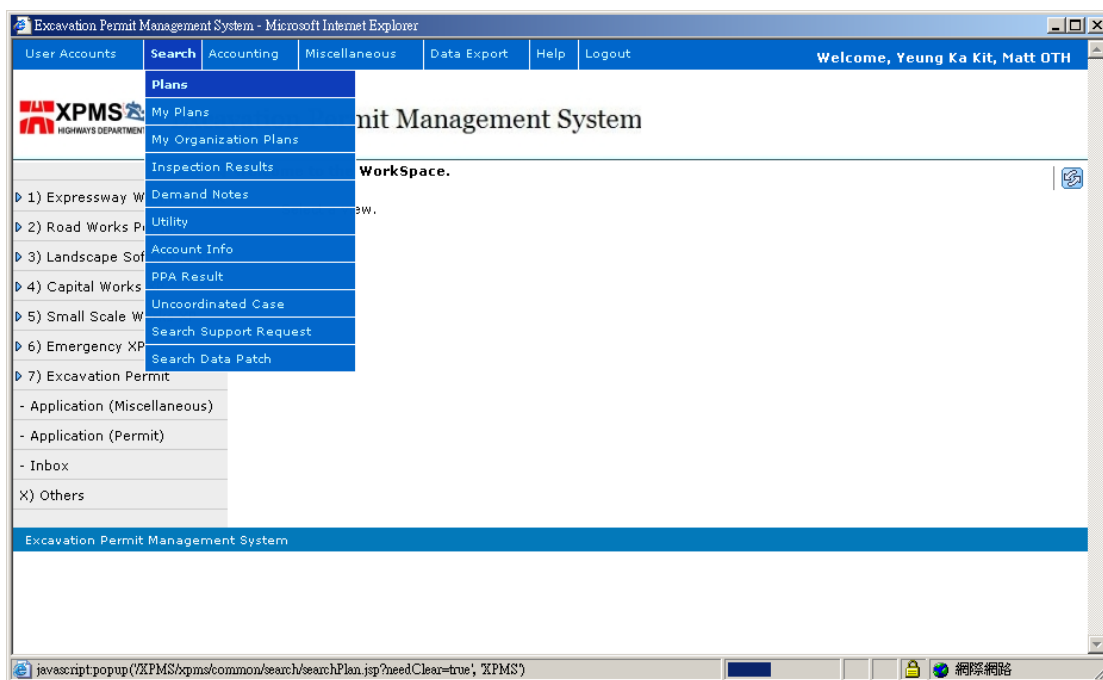 Excavation Permit Management System - Microsoft Internet Explorer
User Accounts Search Accounting Miscellaneous Data Export Help Logout Welcome, Yeung Ka Kit, Matt OTH
Plans
XPMS My Plans mit Management System
HIGHWAYS DEPARTMENT My Organization Plans
Inspection Results WorkSpace.
1) Expressway W Demand Notes
2) Road Works P Utility ew.
3) Landscape Sof Account Info
4) Capital Works PPA Result
5) Small Scale W Uncoordinated Case
6) Emergency XP Search Support Request
Search Data Patch
7) Excavation Permit
- Application (Miscellaneous)
- Application (Permit)
- Inbox
X) Others
Excavation Permit Management System
javascript:popup('/XPMS/xpms/common/search/searchPlan.jsp?needClear=true', 'XPMS') 網際網路